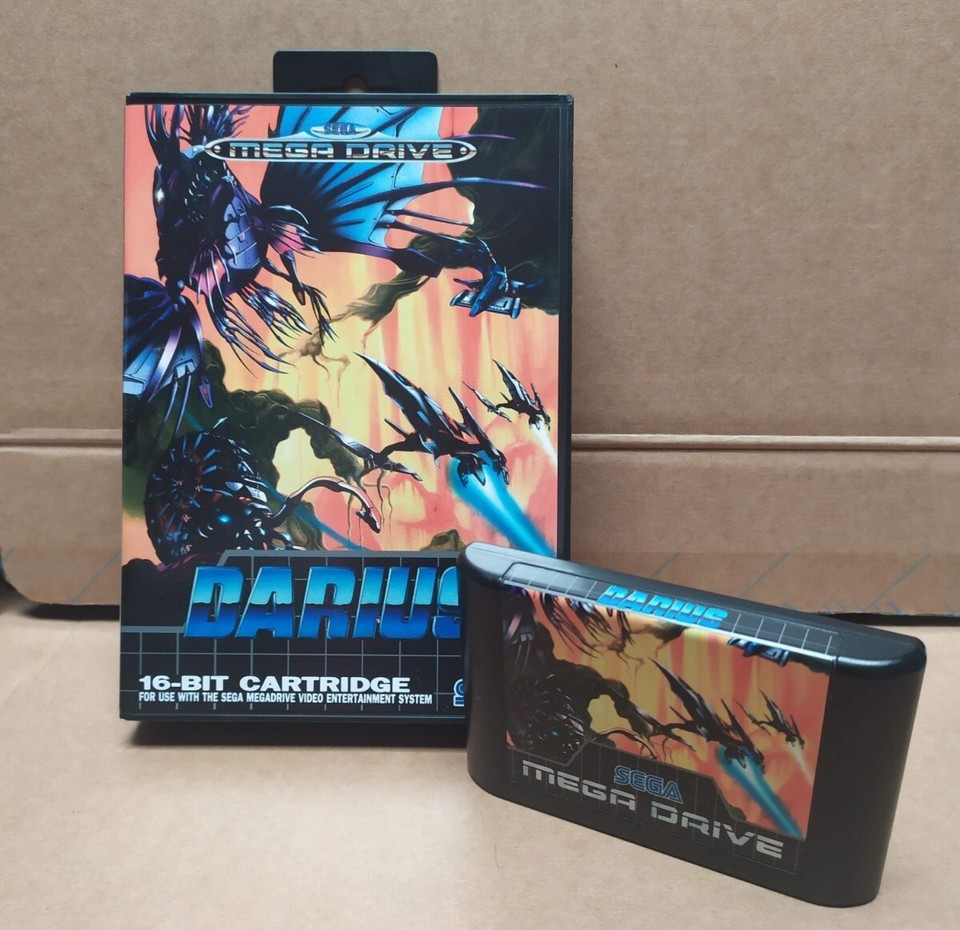 SEGA
MEGA DRIVE
DARIUS
16-BIT CARTRIDGE
FOR USE WITH THE SEGA MEGADRIVE VIDEO ENTERTAINMENT SYSTEM
DARIUS
SEGA
MEGA DRIVE